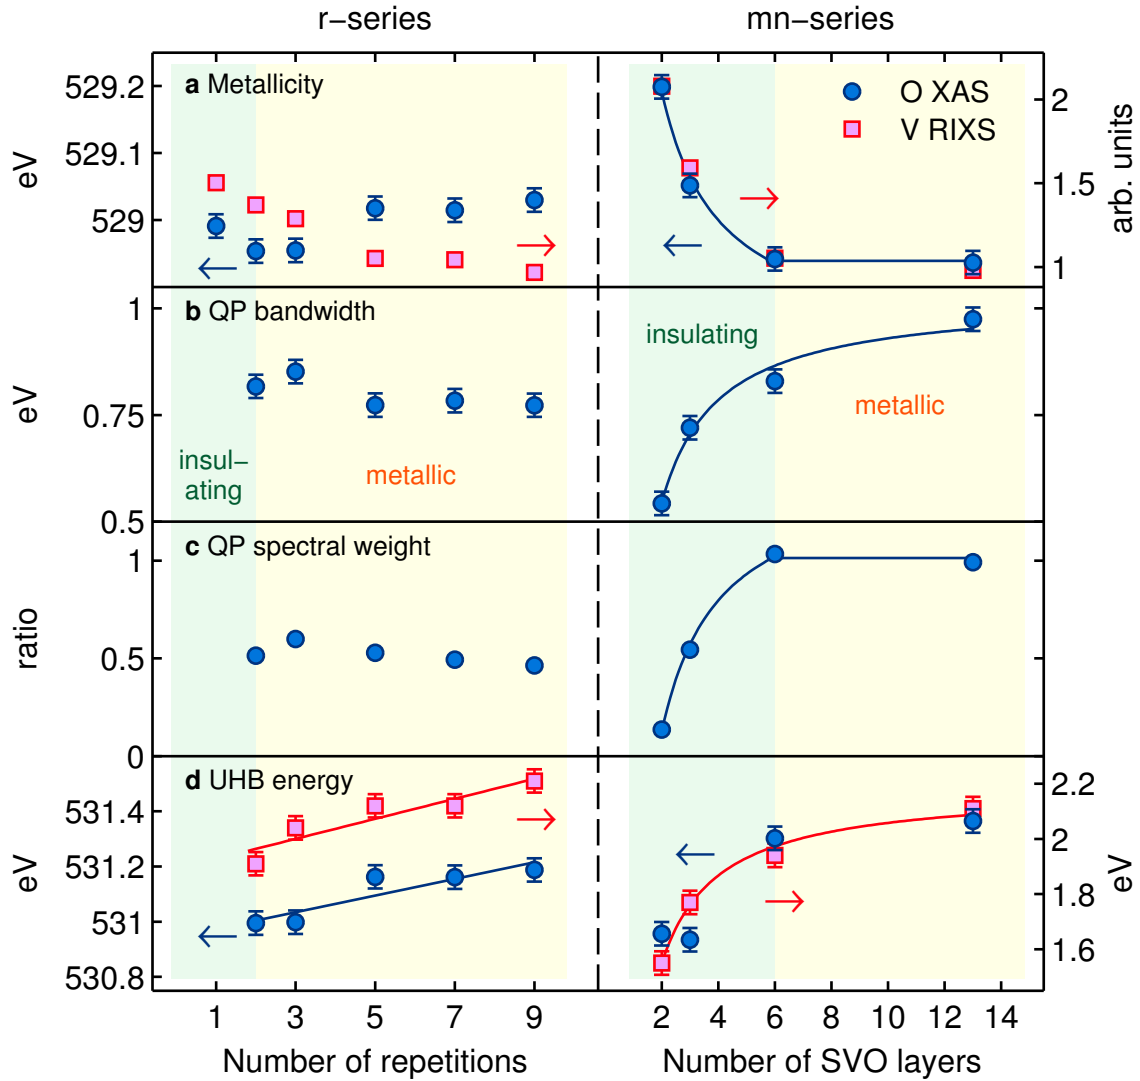 r−series
mn−series
a Metallicity
O XAS
V RIXS
529.2
529.1
529
eV
2
1.5
1
arb. units
b QP bandwidth
insulating
metallic
insul−
ating
metallic
1
0.75
0.5
eV
c QP spectral weight
1
0.5
0
ratio
d UHB energy
531.4
531.2
531
530.8
eV
2.2
2
1.8
1.6
eV
1 3 5 7 9
2 4 6 8 10 12 14
Number of repetitions
Number of SVO layers